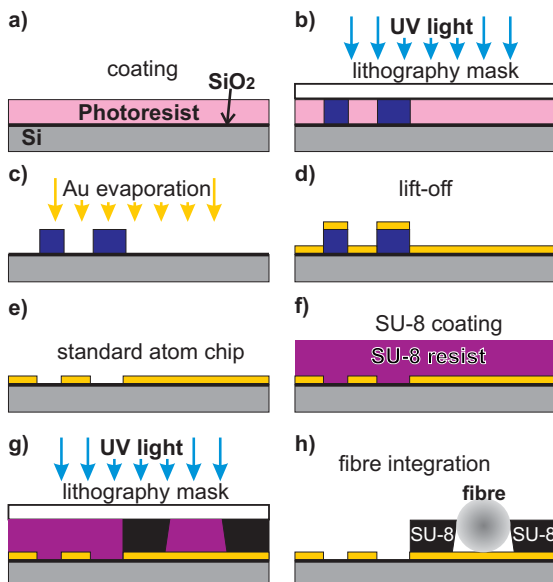 a)
coating
SiO2
Photoresist
Si
b)
UV light
lithography mask
c)
Au evaporation
d)
lift-off
e)
standard atom chip
f)
SU-8 coating
SU-8 resist
g)
UV light
lithography mask
h)
fibre integration
fibre
SU-8 SU-8